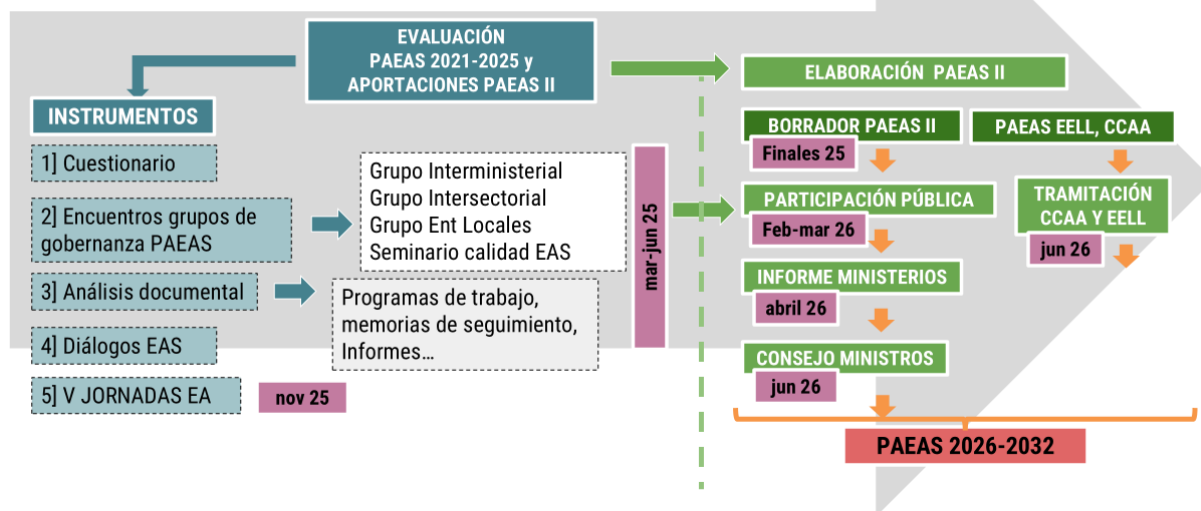 EVALUACIÓN
PAEAS 2021-2025 y
APORTACIONES PAEAS II
INSTRUMENTOS
1] Cuestionario
2] Encuentros grupos de
gobernanza PAEAS
3] Análisis documental
4] Diálogos EAS
5] V JORNADAS EA
nov 25
Grupo Interministerial
Grupo Intersectorial
Grupo Ent Locales
Seminario calidad EAS
Programas de trabajo,
memorias de seguimiento,
Informes...
mar-jun 25
ELABORACIÓN PAEAS II
BORRADOR PAEAS II
Finales 25
PARTICIPACIÓN PÚBLICA
Feb-mar 26
INFORME MINISTERIOS
abril 26
CONSEJO MINISTROS
jun 26
PAEAS EELL, CCAA
TRAMITACIÓN
CCAA Y EELL
jun 26
PAEAS 2026-2032